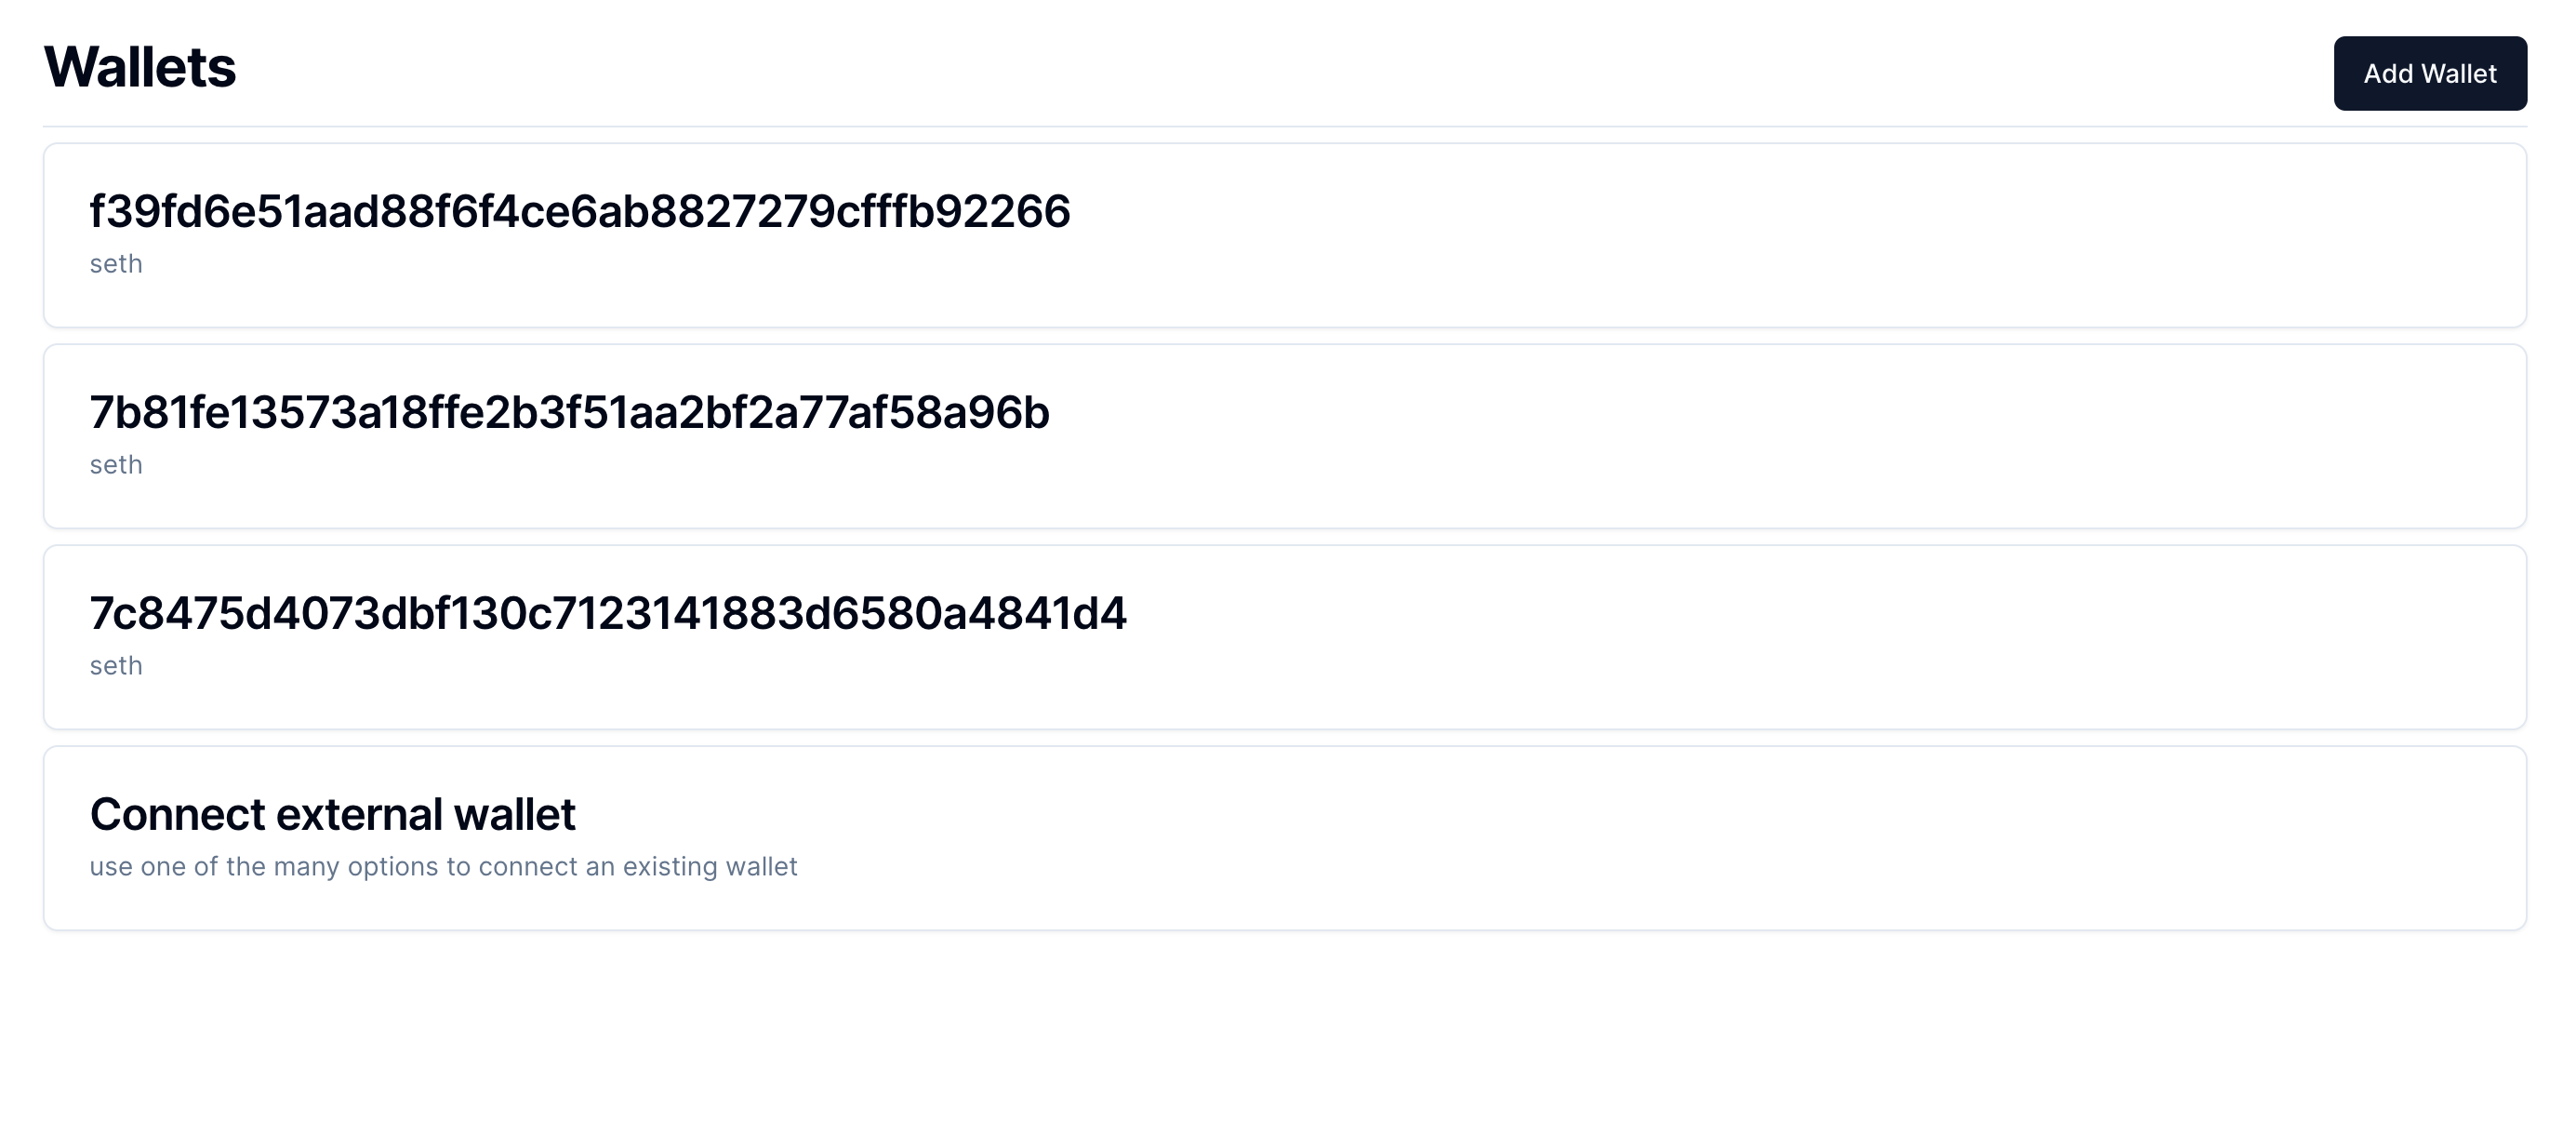 Wallets
Add Wallet
f39fd6e51aad88f6f4ce6ab8827279cfffb92266
seth
7b81fe13573a18ffe2b3f51aa2bf2a77af58a96b
seth
7c8475d4073dbf130c7123141883d6580a4841d4
seth
Connect external wallet
use one of the many options to connect an existing wallet